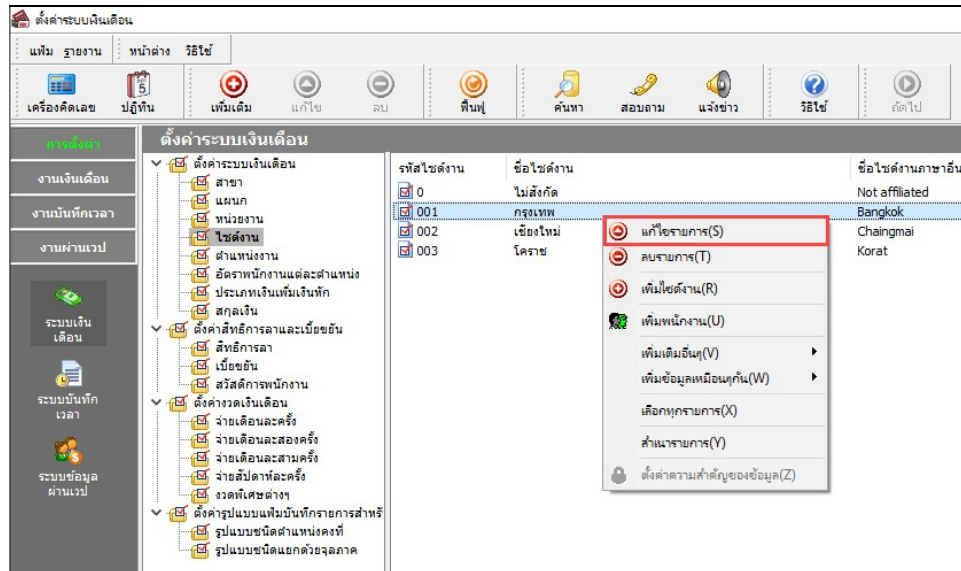 ตั้งค่าระบบเงินเดือน
แฟ้ม รายงาน หน้าต่าง วิธีใช้
5
เครื่องคิดเลข ปฏิทิน เพิ่มเติม แก้ไข ลบ ฟื้นฟู ค้นหา สอบถาม แจ้งข่าว วิธีใช้ ถัดไป
การตั้งค่า
งานเงินเดือน
งานบันทึกเวลา
งานผ่านเวป
ระบบเงิน
เดือน
ระบบบันทึก
เวลา
ระบบข้อมูล
ผ่านเวป
ตั้งค่าระบบเงินเดือน
ตั้งค่าระบบเงินเดือน
สาขา
แผนก
หน่วยงาน
ไซด์งาน
ตำแหน่งงาน
อัตราพนักงานแต่ละตำแหน่ง
ประเภทเงินเพิ่มเงินหัก
สกุลเงิน
ตั้งค่าสิทธิการลาและเบี้ยขยัน
สิทธิการลา
เบี้ยขยัน
สวัสดิการพนักงาน
ตั้งค่างวดเงินเดือน
จ่ายเดือนละครั้ง
จ่ายเดือนละสองครั้ง
จ่ายเดือนละสามครั้ง
จ่ายสัปดาห์ละครั้ง
งวดพิเศษต่างๆ
ตั้งค่ารูปแบบแฟ้มบันทึกรายการสำหรั
รูปแบบชนิดตำแหน่งคงที่
รูปแบบชนิดแยกด้วยจุลภาค
รหัสไซด์งาน ชื่อไซด์งาน ชื่อไซด์งานภาษาอื่น
0 ไม่สังกัด Not affiliated
001 กรุงเทพ Bangkok
002 เชียงใหม่ Chaingmai
003 โคราช Korat
แก้ไขรายการ(S)
ลบรายการ(T)
เพิ่มไซด์งาน(R)
เพิ่มพนักงาน(U)
เพิ่มเติมอื่นๆ(V)
เพิ่มข้อมูลเหมือนๆกัน(W)
เลือกทุกรายการ(X)
สำเนารายการ(Y)
ตั้งค่าความสำคัญของข้อมูล(Z)